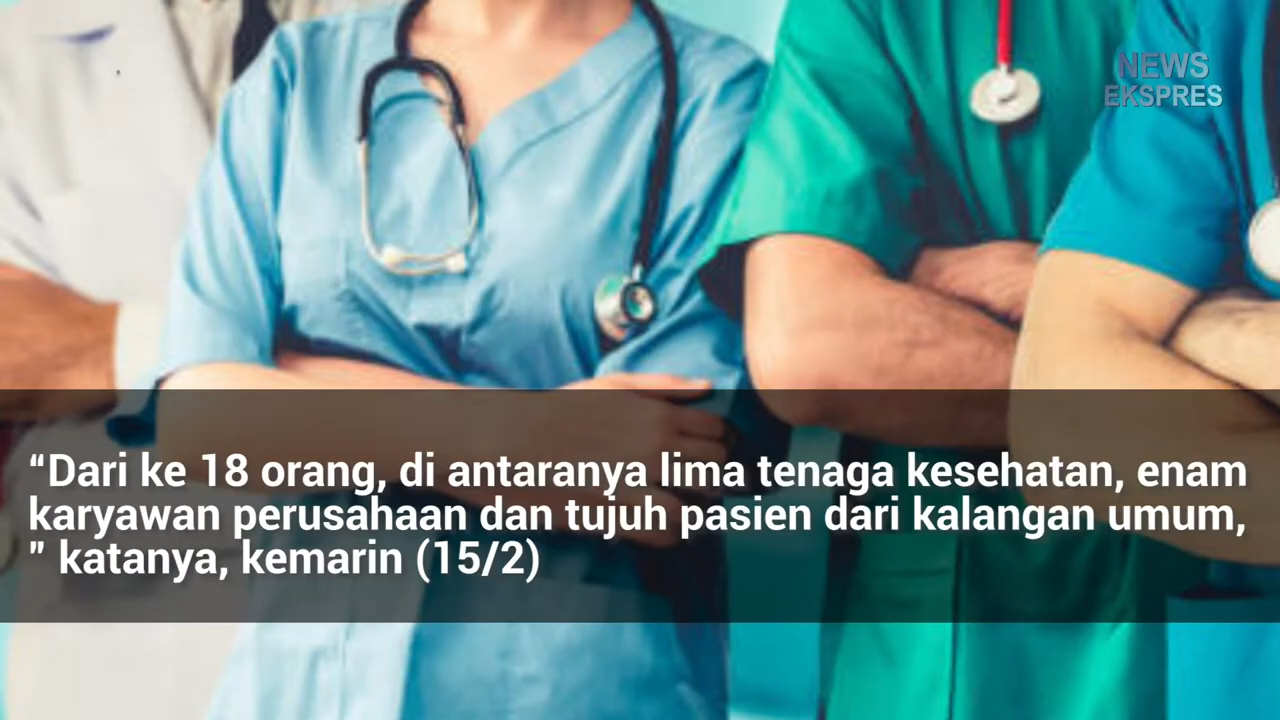 NEWS
EKSPRES
“Dari ke 18 orang, di antaranya lima tenaga kesehatan, enam
karyawan perusahaan dan tujuh pasien dari kalangan umum,
” katanya, kemarin (15/2)